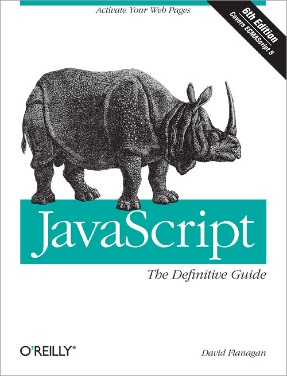 Activate Your Web Pages
6th Edition
Covers ECMAScript 5
JavaScript
The Definitive Guide
O'REILLY®
David Flanagan